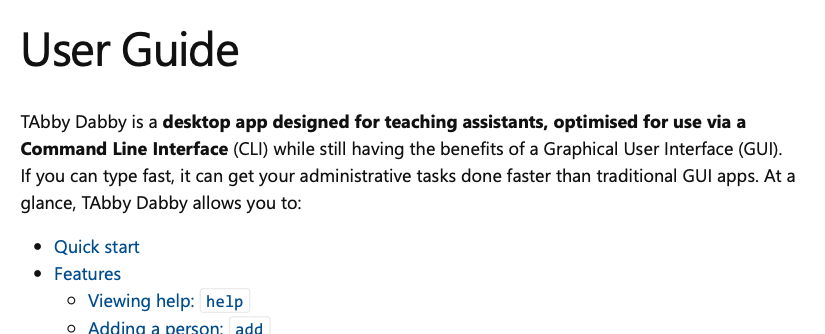 User Guide
TAbby Dabby is a desktop app designed for teaching assistants, optimised for use via a
Command Line Interface (CLI) while still having the benefits of a Graphical User Interface (GUI).
If you can type fast, it can get your administrative tasks done faster than traditional GUI apps. At a
glance, TAbby Dabby allows you to:
Quick start
Features
Viewing help: help
Adding a person: add